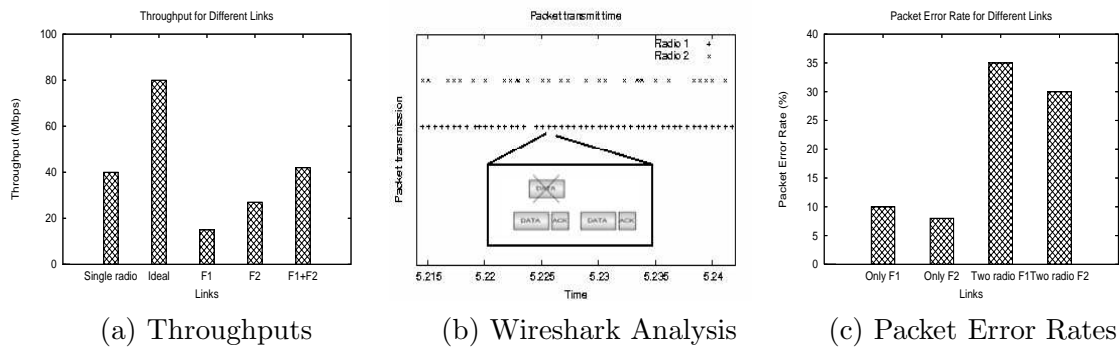 Throughput for Different Links
Throughput (Mbps)
100
80
60
40
20
0
Single radio Ideal F1 F2 F1+F2
Links
(a) Throughputs
Packet transmit time
Radio 1 +
Radio 2 ×
Packet transmission
DATA
DATA ACK DATA ACK
5.215 5.22 5.225 5.23 5.235 5.24
Time
(b) Wireshark Analysis
Packet Error Rate for Different Links
Packet Error Rate (%)
40
35
30
25
20
15
10
5
0
Only F1 Only F2 Two radio F1 Two radio F2
Links
(c) Packet Error Rates